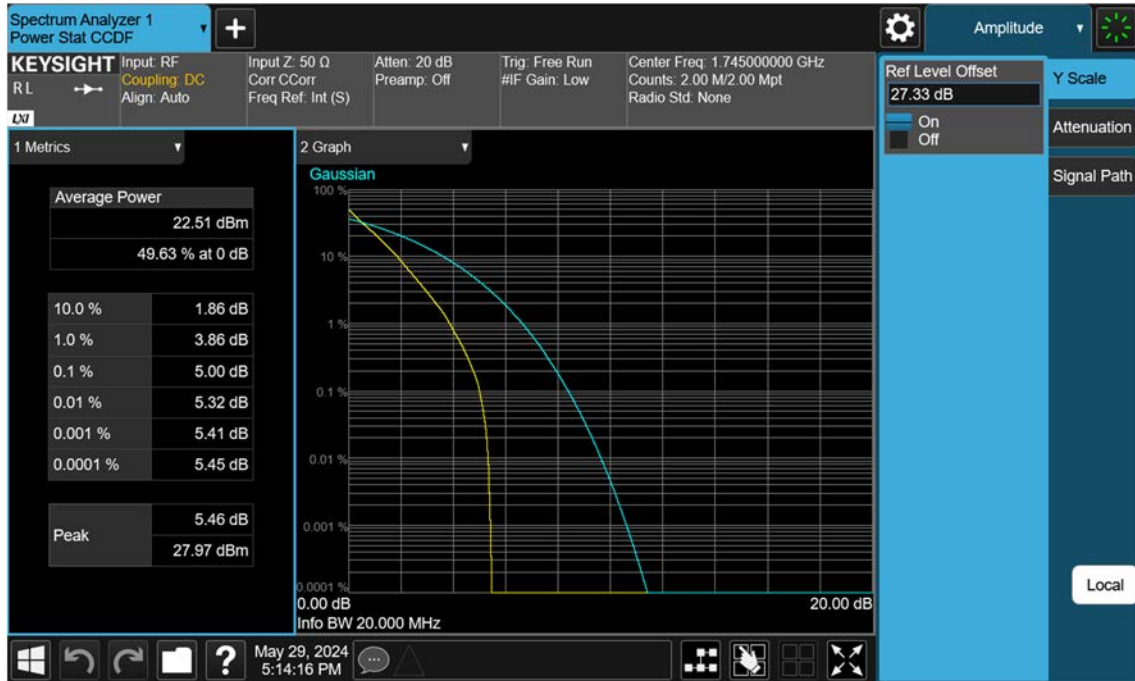 Spectrum Analyzer 1
Power Stat CCDF
+
Amplitude
KEYSIGHT
RL
LXI
Input: RF
Coupling: DC
Align: Auto
Input Z: 50 Ω
Corr CCorr
Freq Ref: Int (S)
Atten: 20 dB
Preamp: Off
Trig: Free Run
#IF Gain: Low
Center Freq: 1.745000000 GHz
Counts: 2.00 M/2.00 Mpt
Radio Std: None
Ref Level Offset
27.33 dB
On
Off
Y Scale
Attenuation
Signal Path
1 Metrics
Average Power
22.51 dBm
49.63 % at 0 dB
10.0 % 1.86 dB
1.0 % 3.86 dB
0.1 % 5.00 dB
0.01 % 5.32 dB
0.001 % 5.41 dB
0.0001 % 5.45 dB
Peak 5.46 dB
27.97 dBm
2 Graph
Gaussian
100 %
10 %
1 %
0.1 %
0.01 %
0.001 %
0.0001 %
0.00 dB 20.00 dB
Info BW 20.000 MHz
Local
?
May 29, 2024
5:14:16 PM